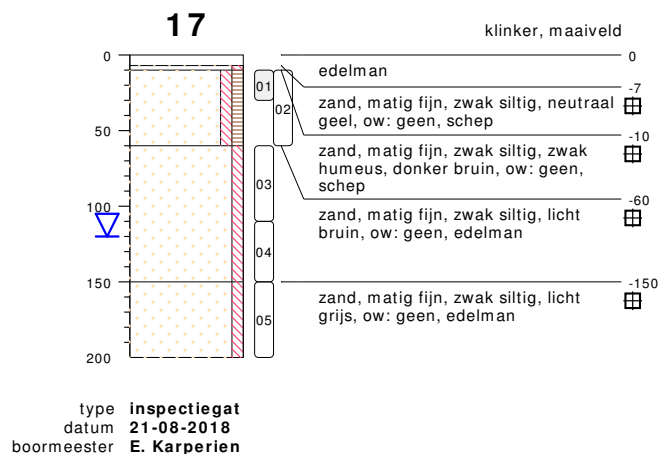 17
klinker, maaiveld
0
0
edelman
-7
01
02
zand, matig fijn, zwak siltig, neutraal
geel, ow: geen, schep
50
-10
zand, matig fijn, zwak siltig, zwak
humeus, donker bruin, ow: geen,
schep
03
-60
100
zand, matig fijn, zwak siltig, licht
bruin, ow: geen, edelman
04
150
-150
zand, matig fijn, zwak siltig, licht
grijs, ow: geen, edelman
05
200
type inspectiegat
datum 21-08-2018
boormeester E. Karperien